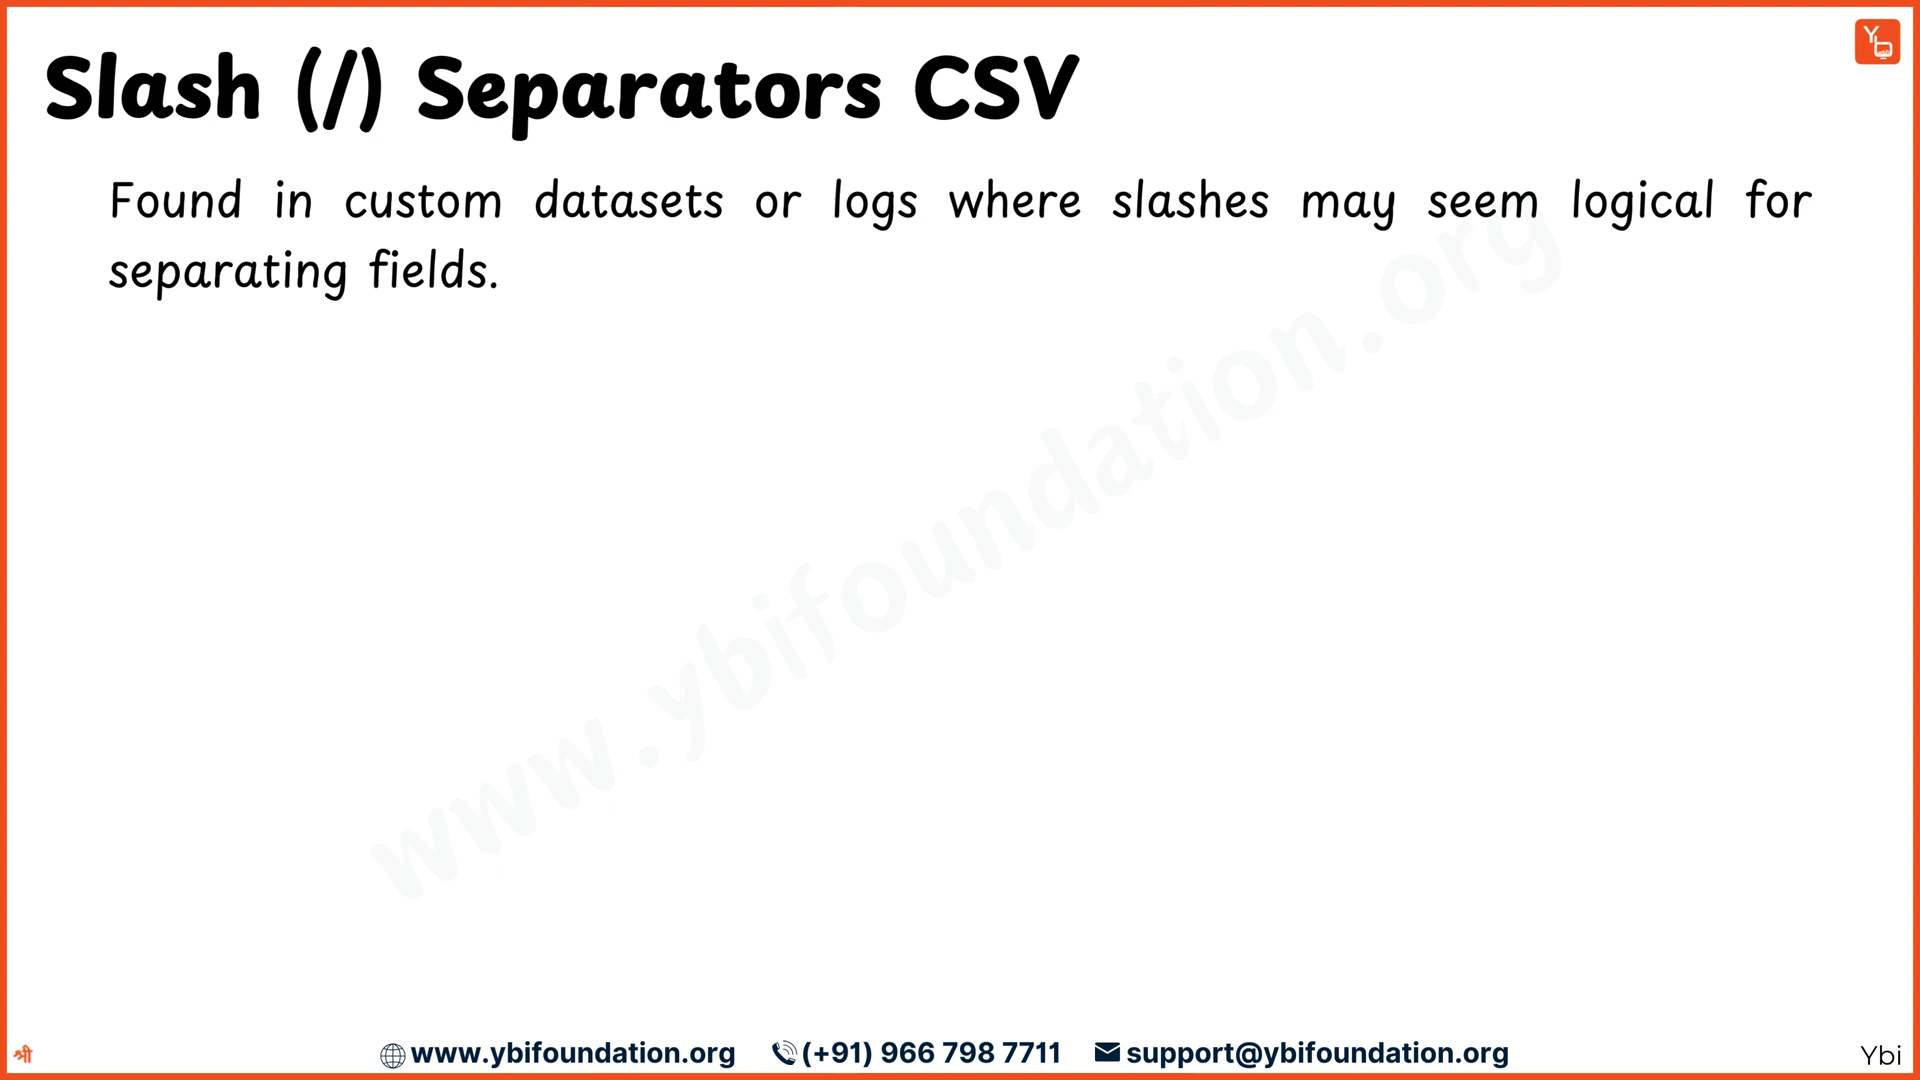 Slash (/) Separators CSV
Found in custom datasets or logs where slashes may seem logical for
separating fields.
www.ybifoundation.org
श्री
www.ybifoundation.org (+91) 966 798 7711 support@ybifoundation.org
Ybi